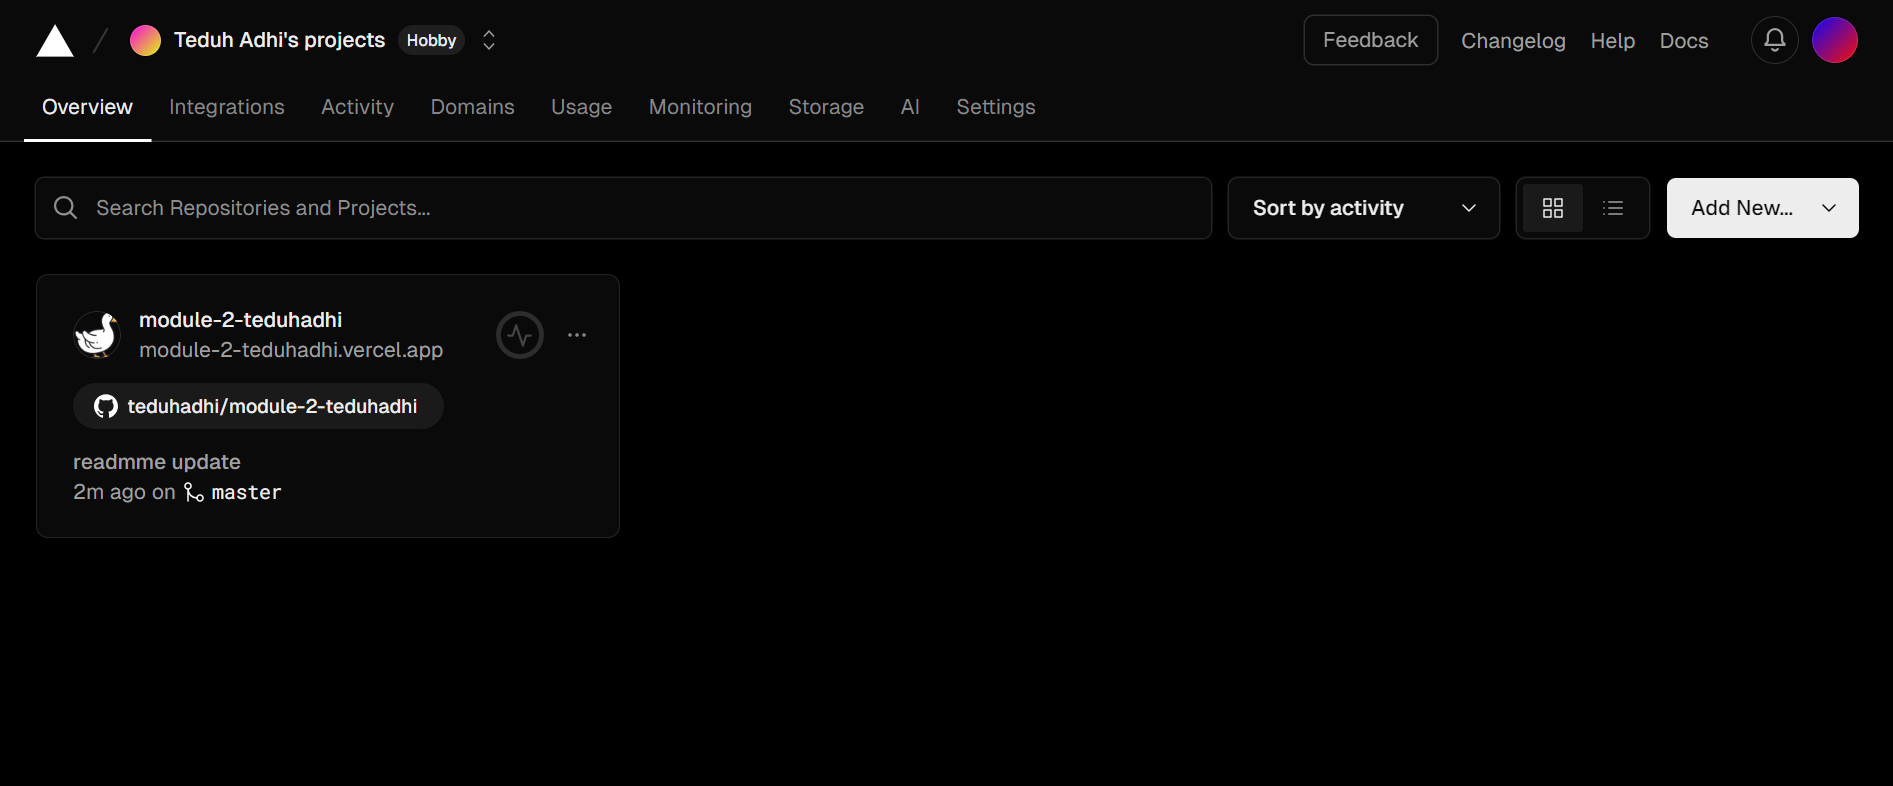 Teduh Adhi's projects Hobby Feedback Changelog Help Docs
Overview Integrations Activity Domains Usage Monitoring Storage AI Settings
Search Repositories and Projects... Sort by activity Add New...
module-2-teduhadhi
module-2-teduhadhi.vercel.app
teduhadhi/module-2-teduhadhi
readmme update
2m ago on master